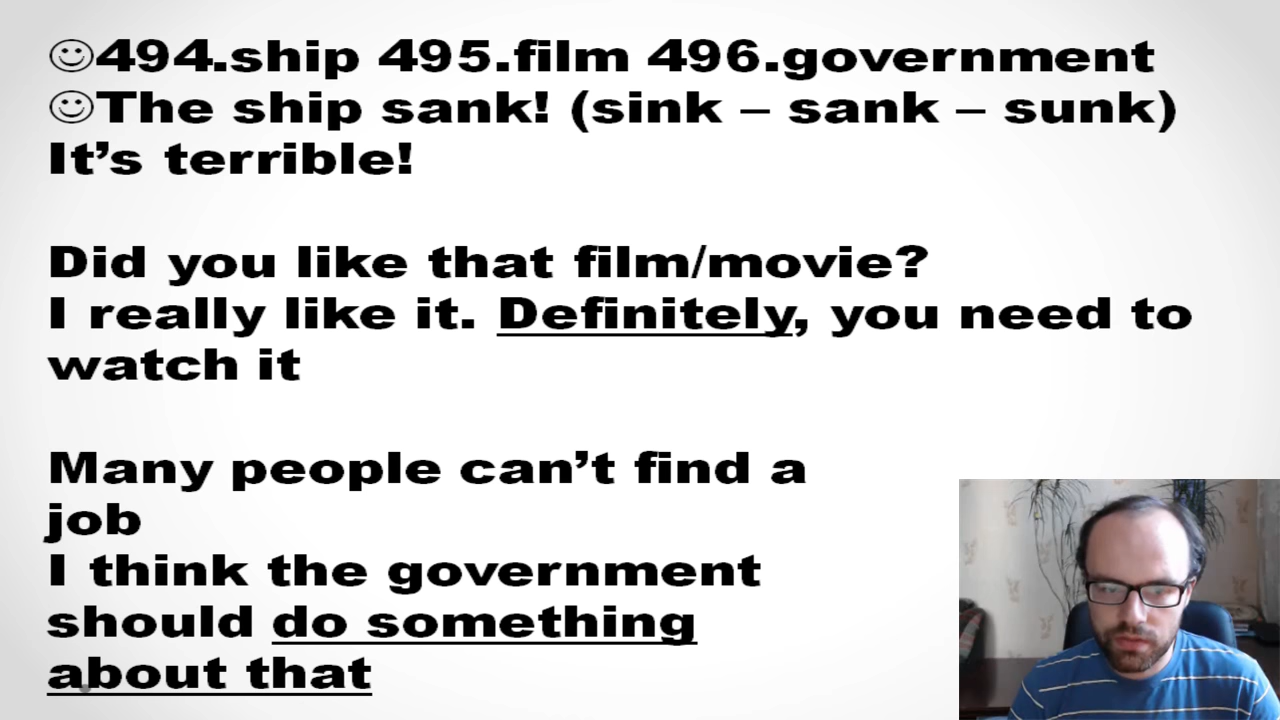 ☺494.ship 495.film 496.government
☺The ship sank! (sink – sank – sunk)
It’s terrible!
Did you like that film/movie?
I really like it. Definitely, you need to
watch it
Many people can’t find a
job
I think the government
should do something
about that